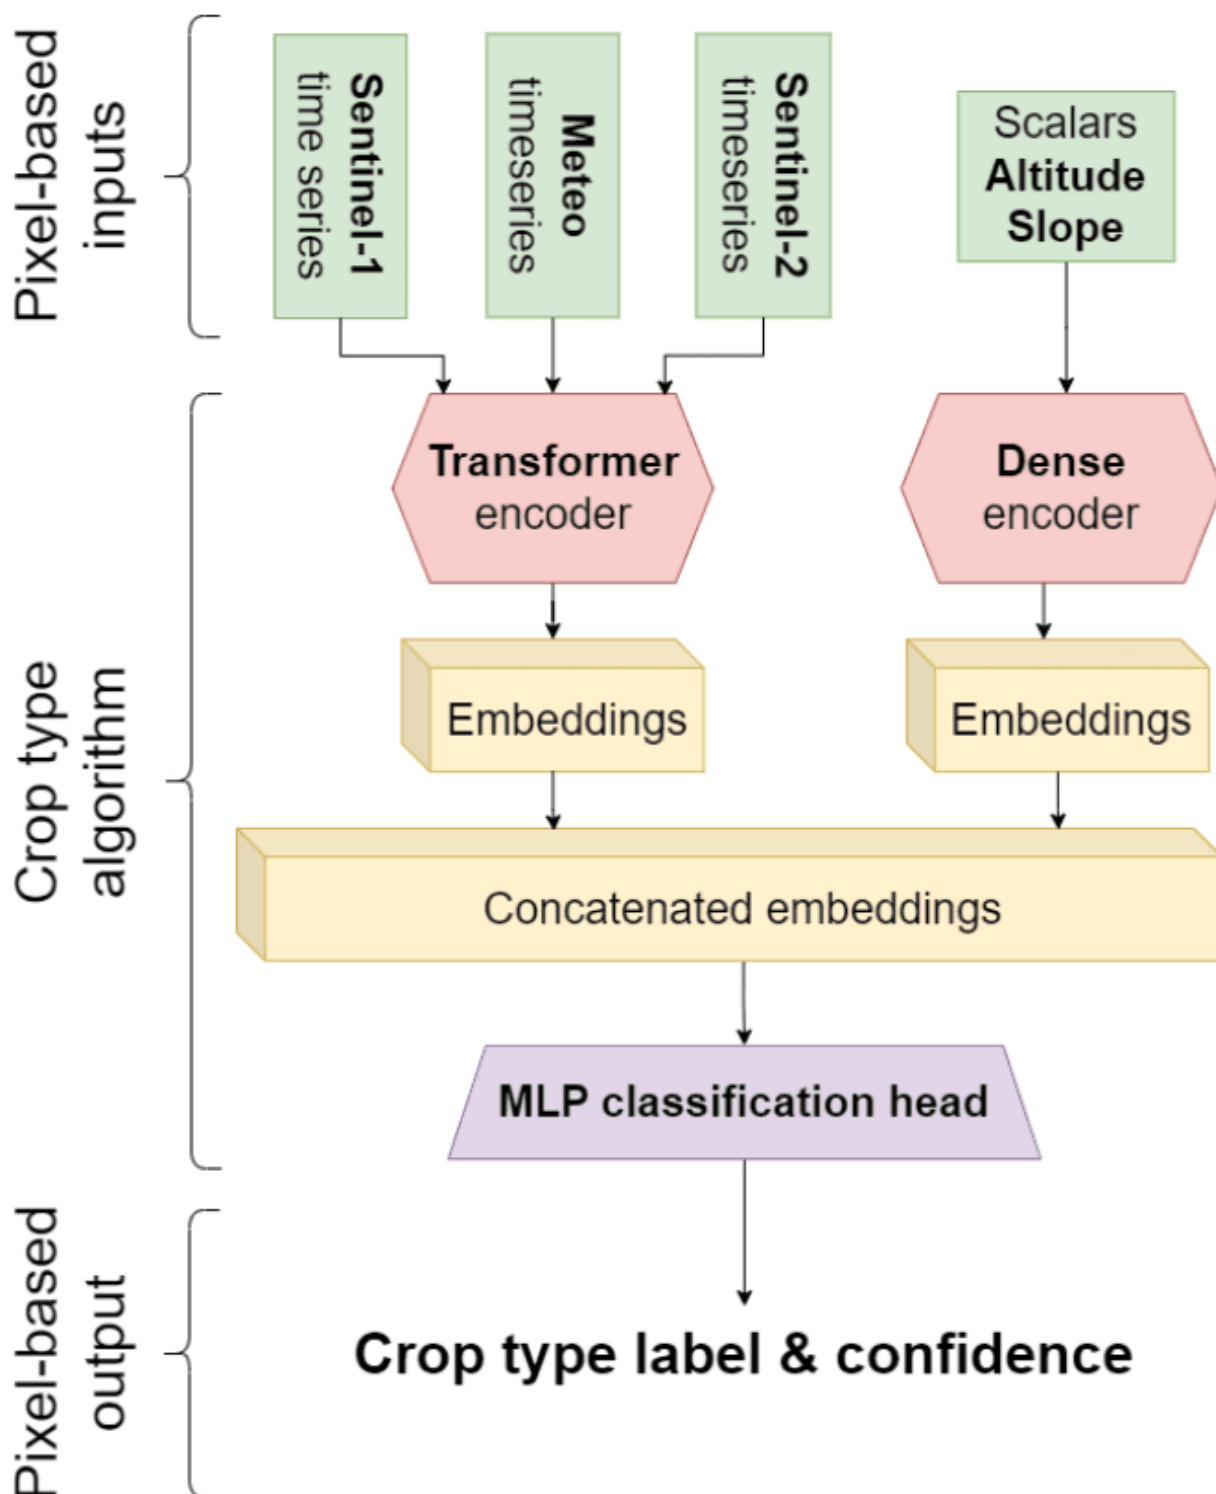 Pixel-based
inputs
Sentinel-1
time series
Meteo
timeseries
Sentinel-2
timeseries
Scalars
Altitude
Slope
Crop type
algorithm
Transformer
encoder
Dense
encoder
Embeddings
Embeddings
Concatenated embeddings
MLP classification head
Pixel-based
output
Crop type label & confidence